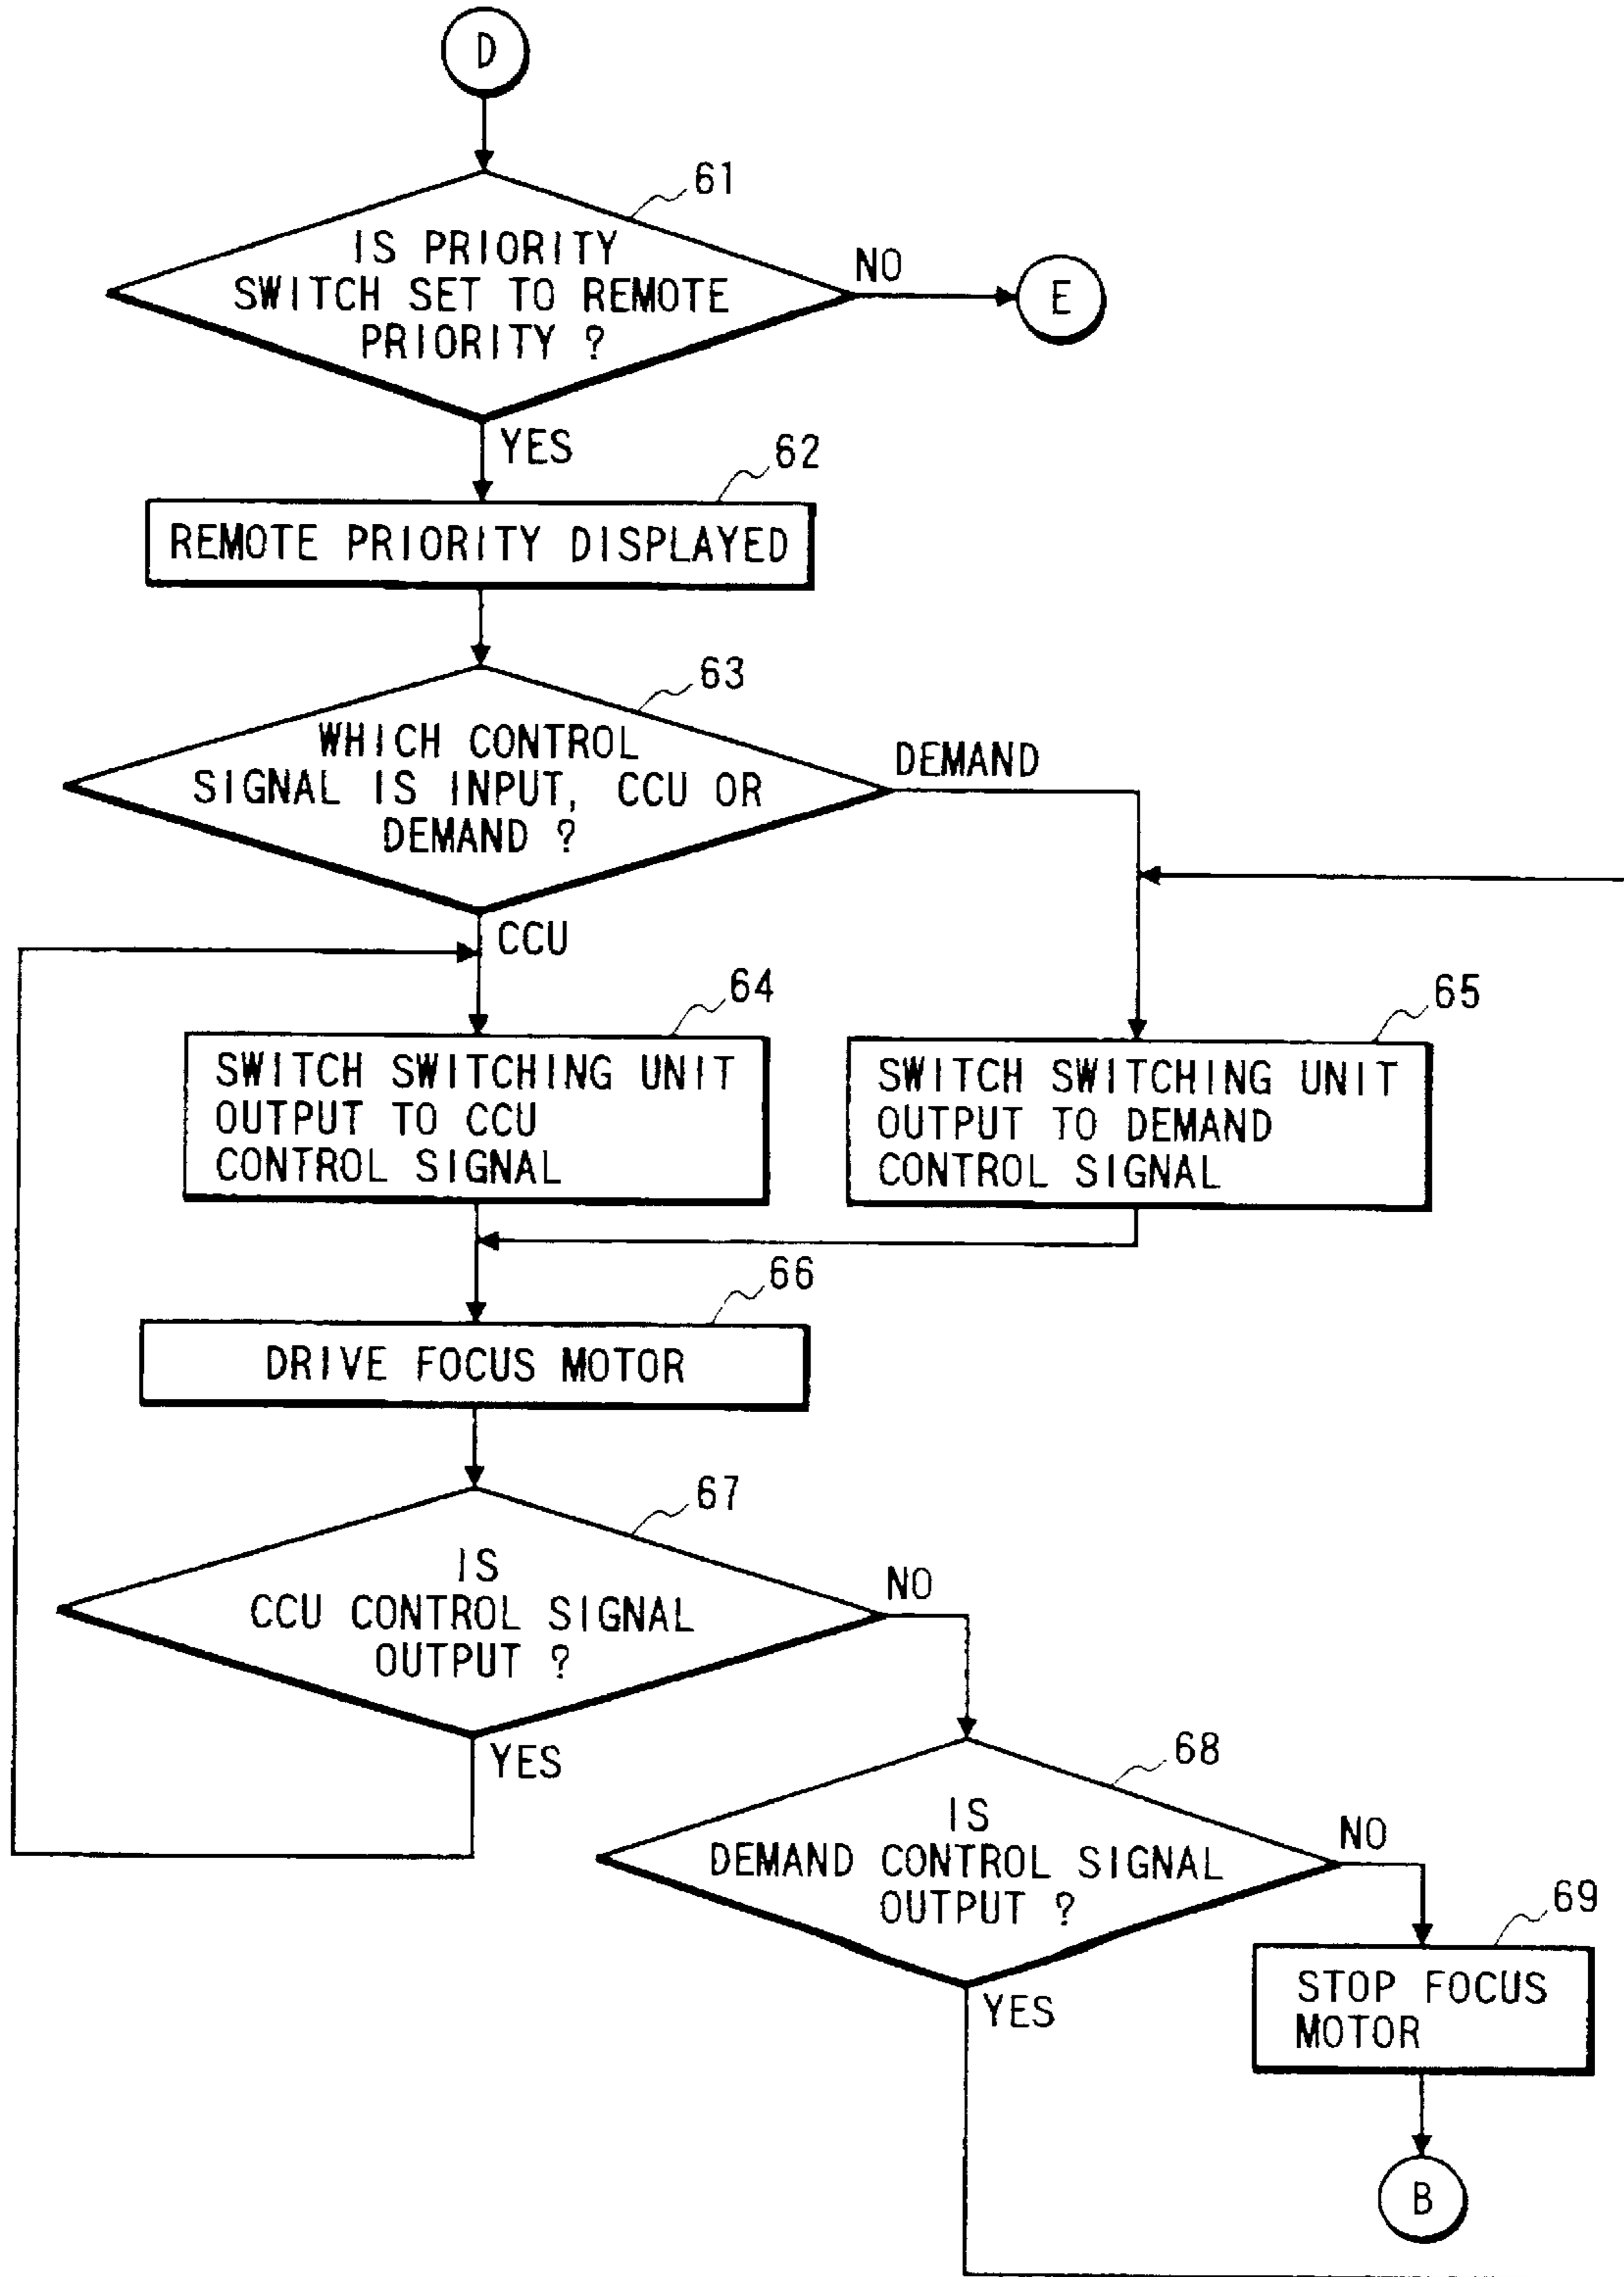 D
61
IS PRIORITY
SWITCH SET TO REMOTE
PRIORITY ?
NO
E
YES
62
REMOTE PRIORITY DISPLAYED
63
WHICH CONTROL
SIGNAL IS INPUT, CCU OR
DEMAND ?
DEMAND
CCU
64
SWITCH SWITCHING UNIT
OUTPUT TO CCU
CONTROL SIGNAL
65
SWITCH SWITCHING UNIT
OUTPUT TO DEMAND
CONTROL SIGNAL
66
DRIVE FOCUS MOTOR
67
IS
CCU CONTROL SIGNAL
OUTPUT ?
NO
YES
68
IS
DEMAND CONTROL SIGNAL
OUTPUT ?
NO
YES
69
STOP FOCUS
MOTOR
B